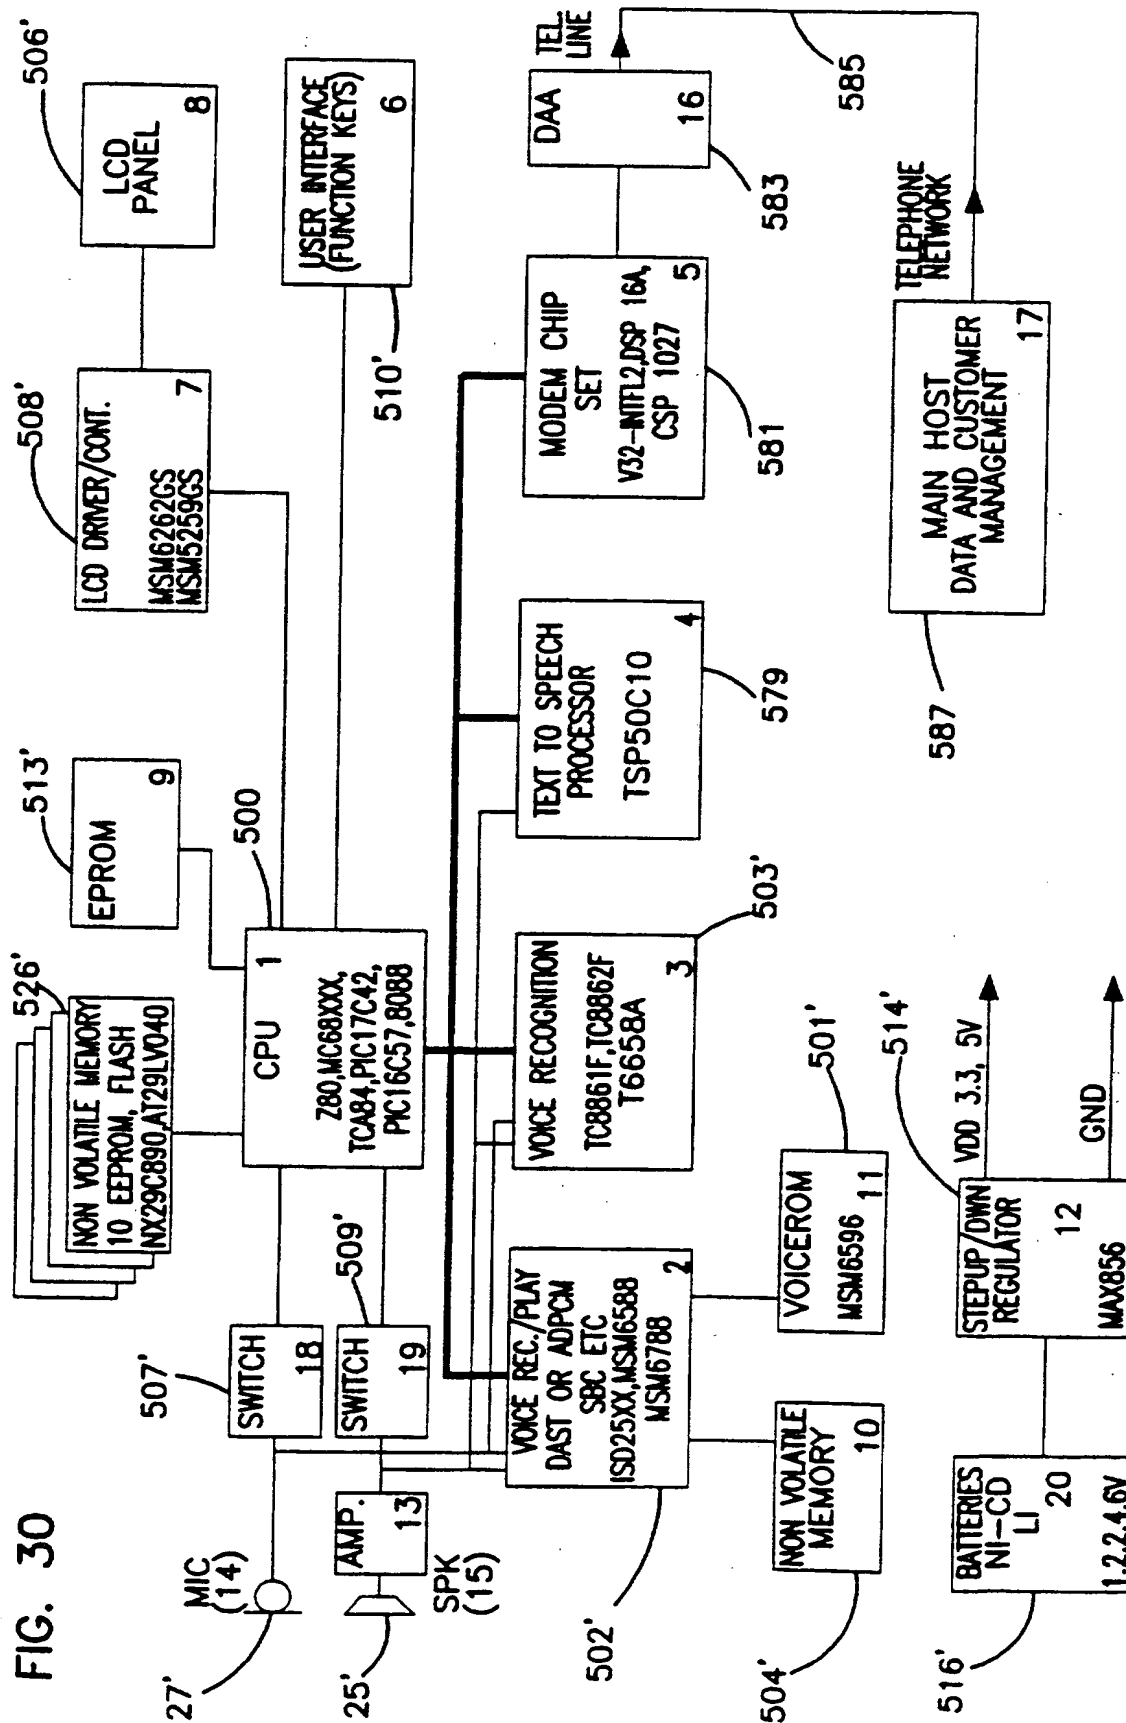 FIG. 30
MIC
(14)
27'
25'
SPK
(15)
AMP.
13
507'
SWITCH
18
509'
SWITCH
19
526'
NON VOLATILE MEMORY
10 EEPROM, FLASH
NX29C890,AT29LV040
513'
EPROM
9
500
CPU
1
Z80,MC68XXX,
TCA84,PIC17C42,
PIC16C57,8088
508'
LCD DRIVER/CONT.
7
MSM6262GS
MSM5259GS
506'
LCD
PANEL
8
USER INTERFACE
(FUNCTION KEYS)
6
510'
502'
VOICE REC./PLAY
DAST OR ADPCM
SBC ETC
ISD25XX,MSM6588
MSM6788
2
VOICE RECOGNITION
3
TC8861F,TC8862F
T6658A
503'
TEXT TO SPEECH
PROCESSOR
4
TSP50C10
579
MODEM CHIP
SET
5
V32-INTFL2,DSP 16A,
CSP 1027
581
DAA
16
583
TEL.
LINE
585
504'
NON VOLATILE
MEMORY
10
VOICEROM
MSM6596
11
501'
516'
BATTERIES
NI-CD
LI
20
1.2,2.4,6V
STEPUP/DWN
REGULATOR
12
MAX856
514'
VDD 3.3, 5V
GND
587
MAIN HOST
DATA AND CUSTOMER
MANAGEMENT
17
TELEPHONE
NETWORK